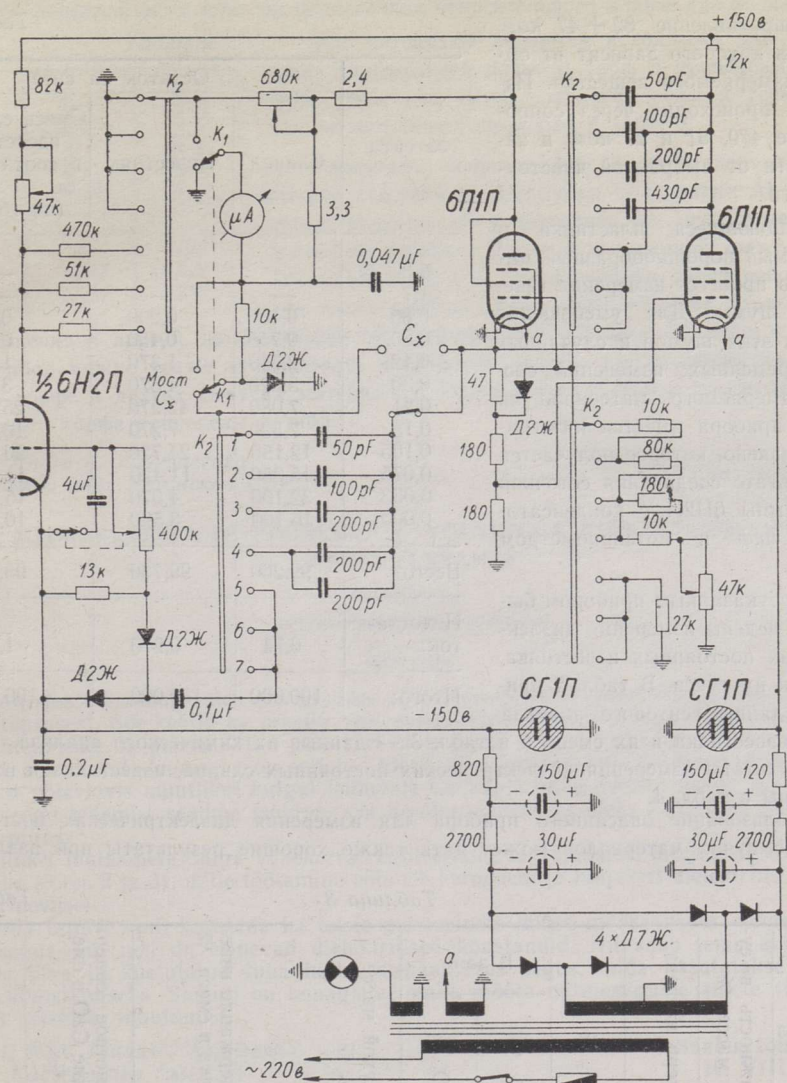 +150в
82к
K₂
680к
2,4
K₂
50pF
12к
100pF
K₁
200pF
47к
μA
430pF
6П1П
6П1П
3,3
470к
0,047μF
51к
10к
27к
a
a
Cₓ
½6Н2П
Мост
Cₓ
K₁
Д2Ж
47
Д2Ж
K₂
10к
K₂
1
50pF
80к
180
2
100pF
180к
4μF
3
200pF
10к
180
400к
4
200pF
47к
13к
5
200pF
27к
Д2Ж
6
Д2Ж
7
СГ1П
СГ1П
0,1μF
−150в
0,2μF
820
150μF
150μF
120
− +
− +
2700
30μF
30μF
2700
− +
− +
4×Д7Ж
a
~220в